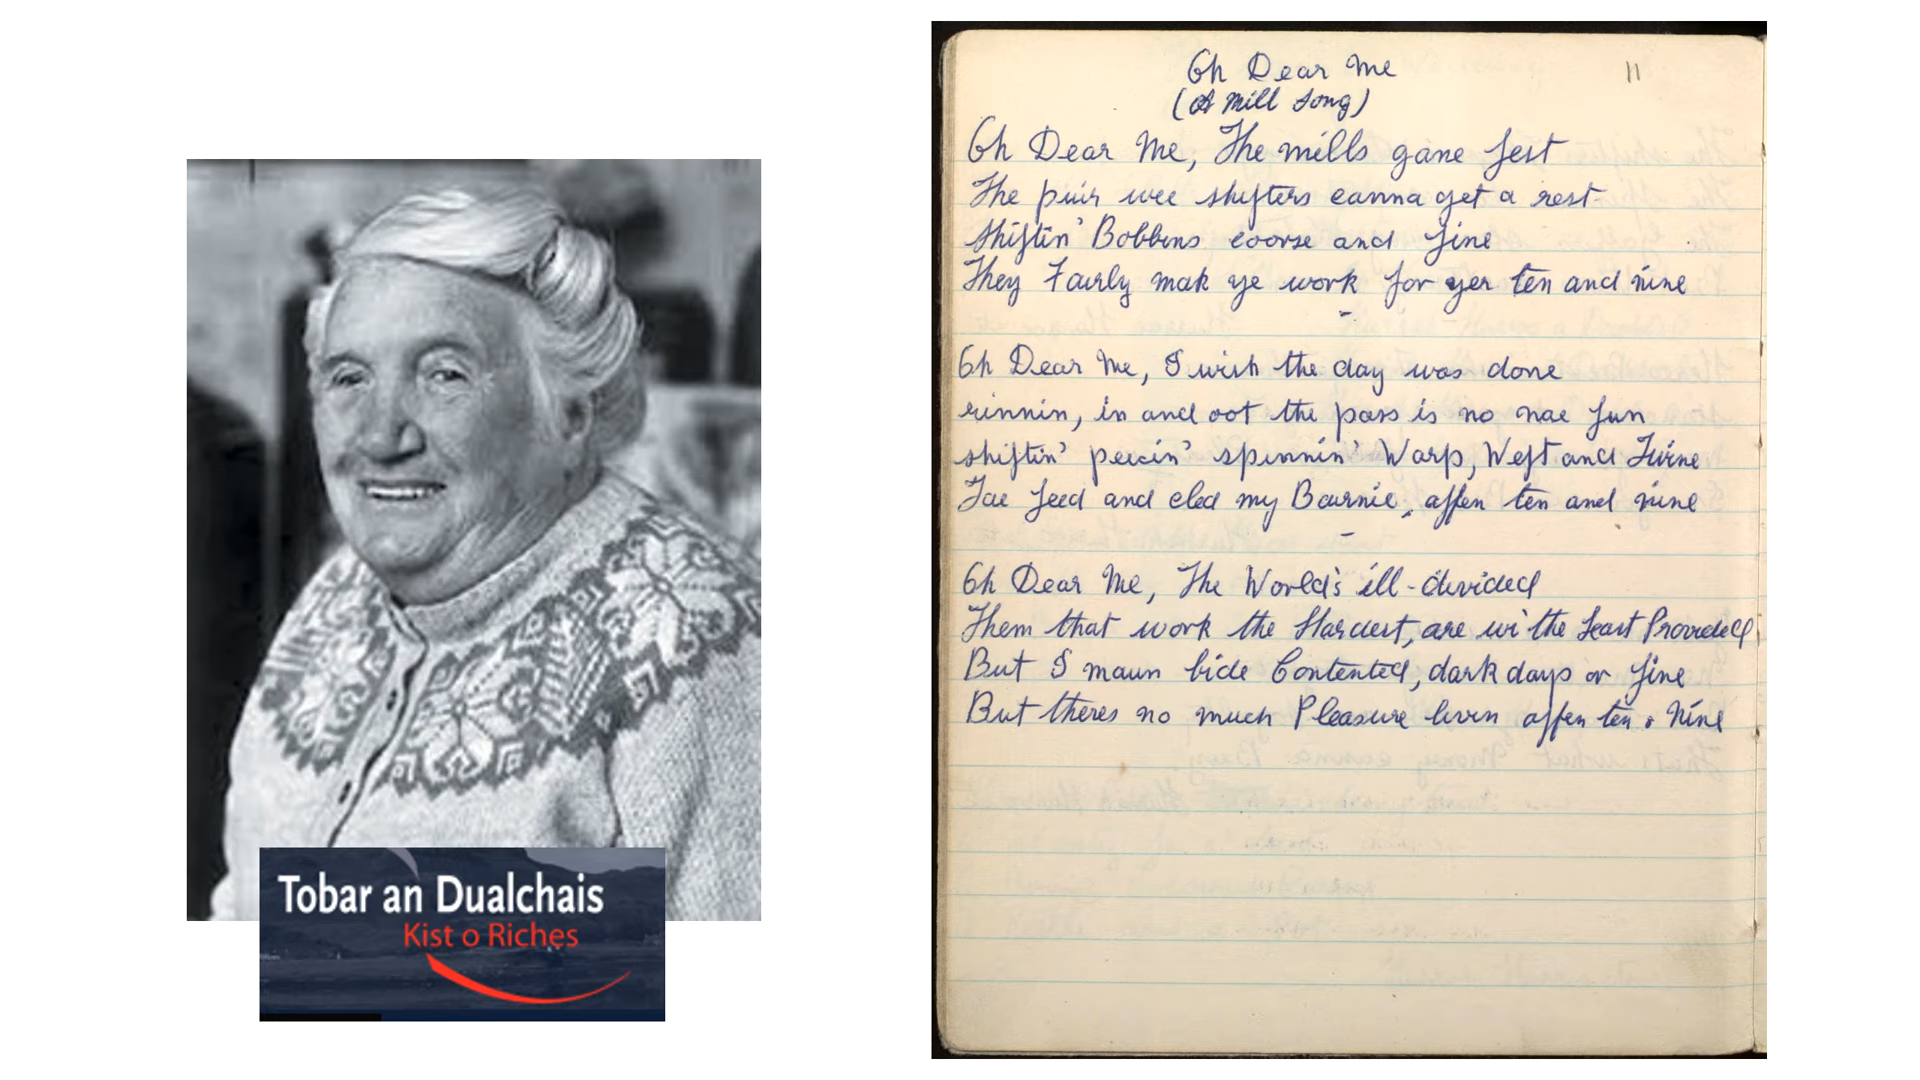 Tobar an Dualchais
Kist o Riches
Oh Dear Me
11
(A Mill Song)
Oh Dear Me, The mills gane fest
The puir wee shifters canna get a rest
Shiftin' Bobbins coorse and fine
They Fairly mak ye work for yer ten and nine
Oh Dear Me, I wish the day was done
rinnin, in and oot the pass is no nae fun
shiftin' peicin' spinnin' Warp, Weft and Twine
Tae feed and cled my Bairnie, affen ten and nine
Oh Dear Me, The World's ill-divided
Them that work the Hardest, are wi the least Provided
But I maun bide Contented, dark days or fine
But theres no much Pleasure livin affen ten & Nine